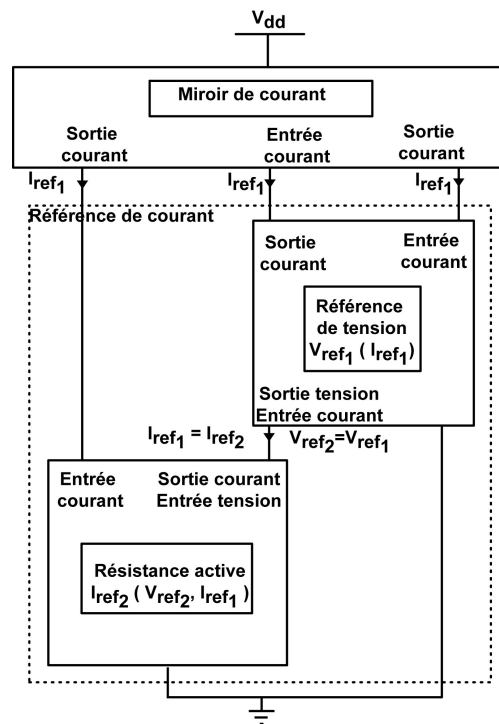 Vdd
Miroir de courant
Sortie
courant
Entrée
courant
Sortie
courant
Iref1
Iref1
Iref1
Référence de courant
Sortie
courant
Entrée
courant
Référence
de tension
Vref1 ( Iref1)
Sortie tension
Entrée courant
Iref1 = Iref2
Vref2=Vref1
Entrée
courant
Sortie courant
Entrée tension
Résistance active
Iref2 ( Vref2, Iref1 )